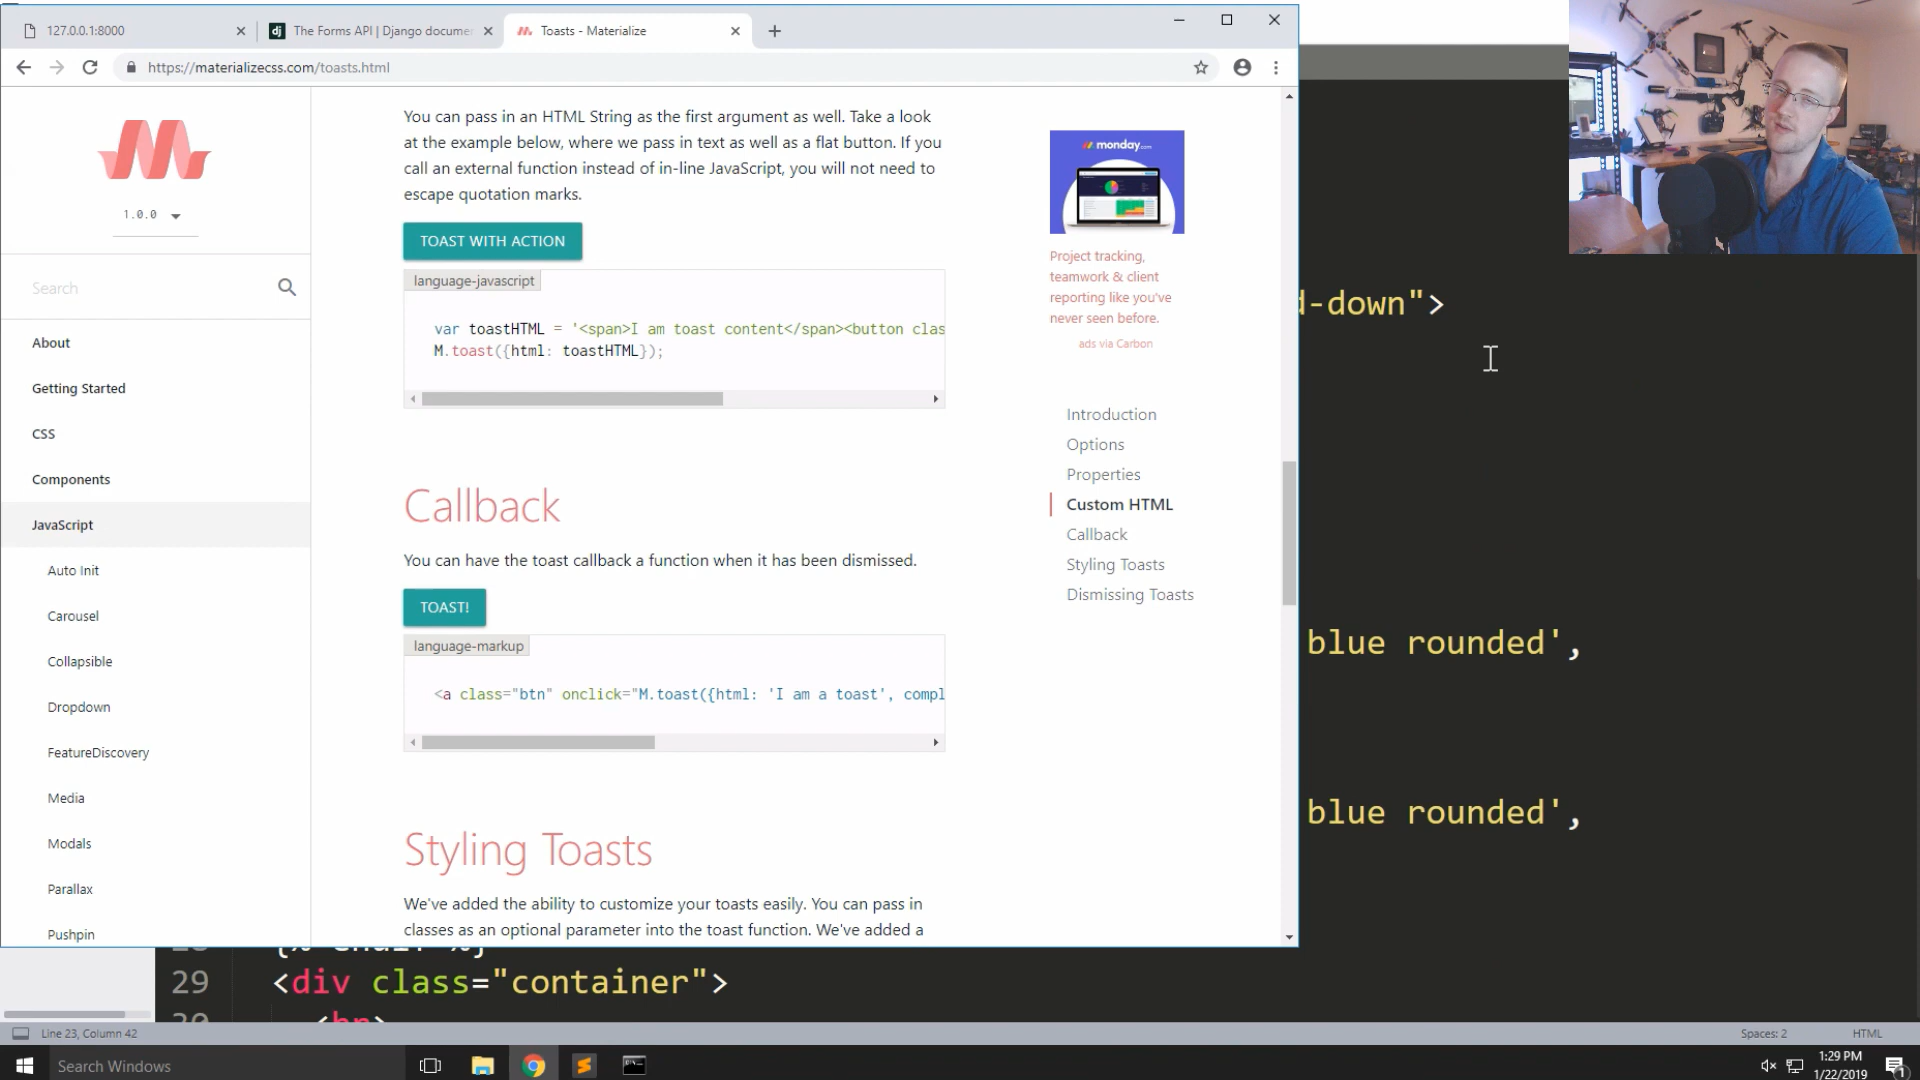 127.0.0.1:8000
The Forms API | Django docume
Toasts - Materialize
https://materializecss.com/toasts.html
1.0.0
Search
About
Getting Started
CSS
Components
JavaScript
Auto Init
Carousel
Collapsible
Dropdown
FeatureDiscovery
Media
Modals
Parallax
Pushpin
You can pass in an HTML String as the first argument as well. Take a look
at the example below, where we pass in text as well as a flat button. If you
call an external function instead of in-line JavaScript, you will not need to
escape quotation marks.
TOAST WITH ACTION
language-javascript
var toastHTML = '<span>I am toast content</span><button clas
M.toast({html: toastHTML});
Callback
You can have the toast callback a function when it has been dismissed.
TOAST!
language-markup
<a class="btn" onclick="M.toast({html: 'I am a toast', compl
Styling Toasts
We've added the ability to customize your toasts easily. You can pass in
classes as an optional parameter into the toast function. We've added a
monday.com
Project tracking,
teamwork & client
reporting like you've
never seen before.
ads via Carbon
Introduction
Options
Properties
Custom HTML
Callback
Styling Toasts
Dismissing Toasts
d-down">
blue rounded',
blue rounded',
29 <div class="container">
Line 23, Column 42
Spaces: 2
HTML
Search Windows
1:29 PM
1/22/2019
1